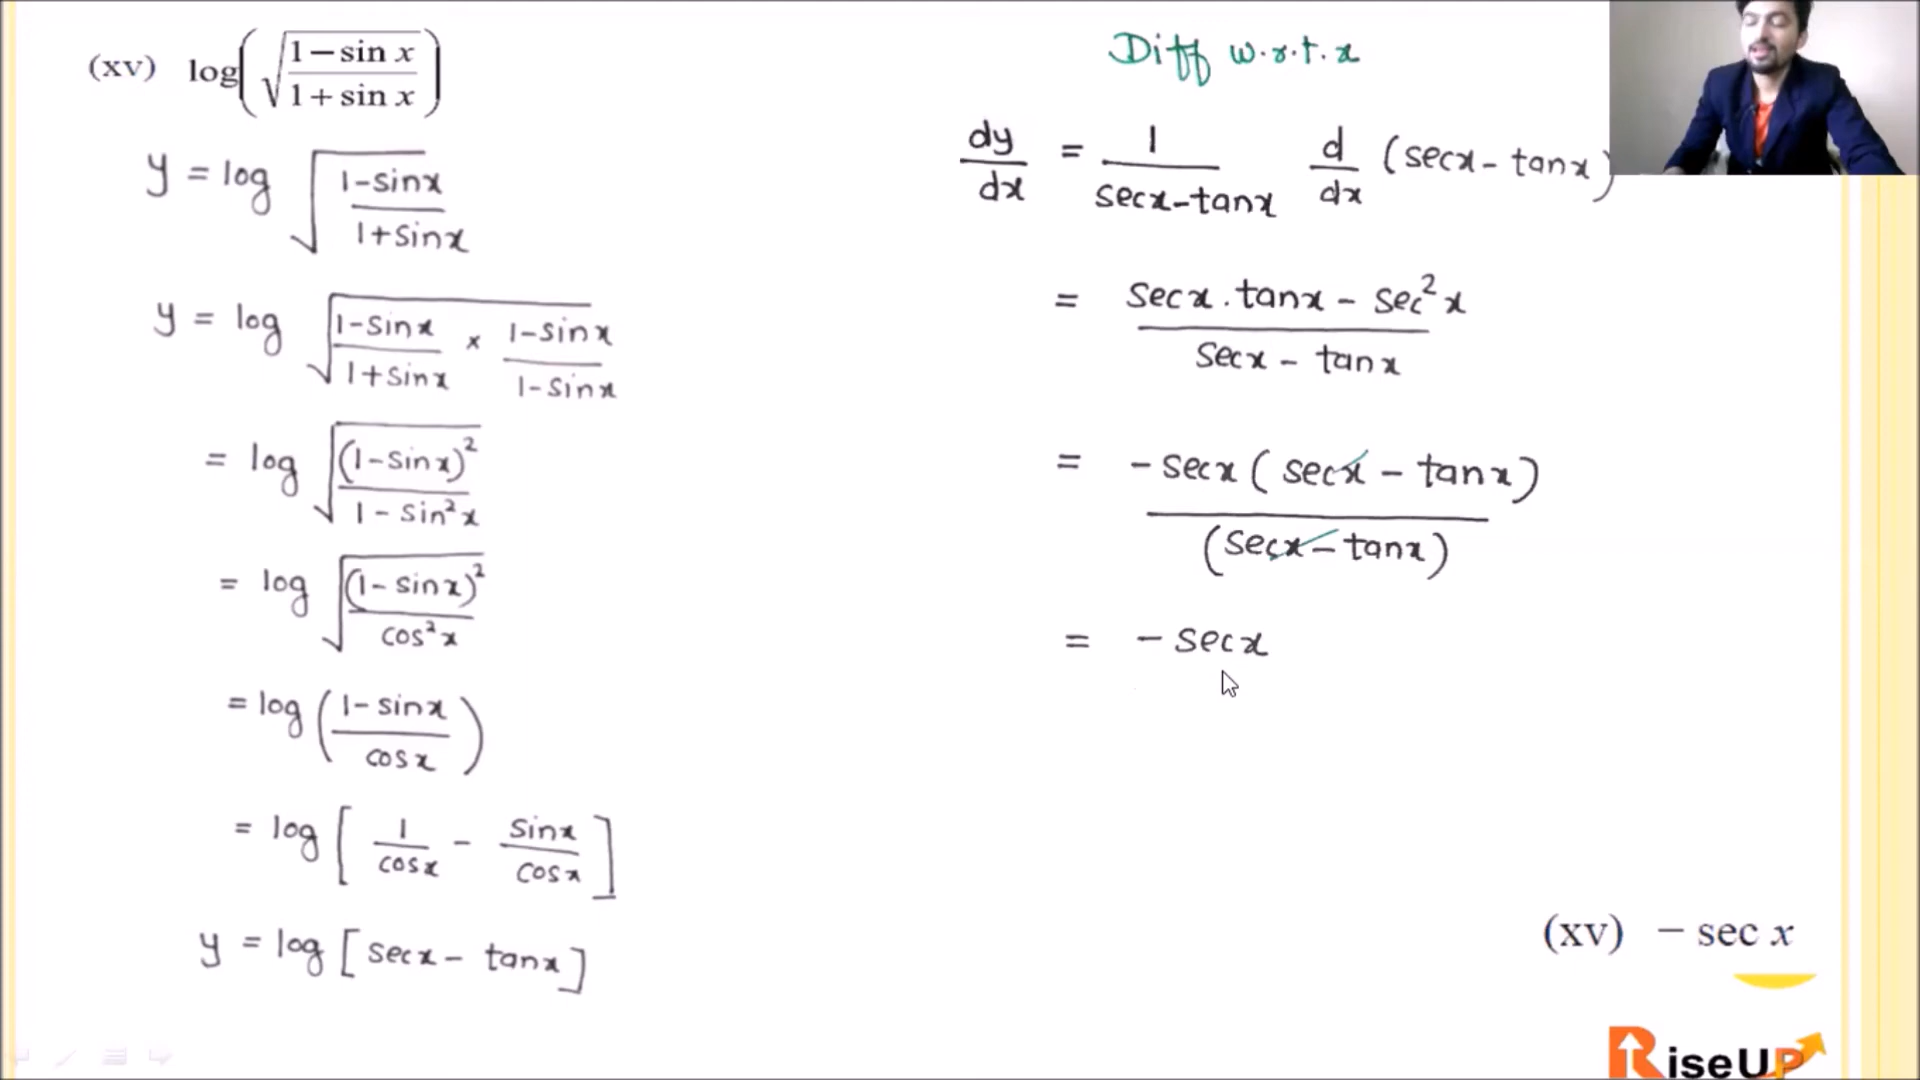 (xv) log(√((1 − sin x)/(1 + sin x)))
y = log √((1-sinx)/(1+sinx))
y = log √((1-sinx)/(1+sinx) × (1-sinx)/(1-sinx))
= log √((1-sinx)²/(1 - sin²x))
= log √((1-sinx)²/(cos²x))
= log ((1-sinx)/(cosx))
= log [1/cosx - sinx/cosx]
y = log [secx - tanx]
Diff w.r.t.x
dy/dx = 1/(secx-tanx) d/dx (secx - tanx)
= (secx.tanx - sec²x)/(secx - tanx)
= (-secx(secx - tanx))/((secx - tanx))
= - secx
(xv) − sec x
RiseUP